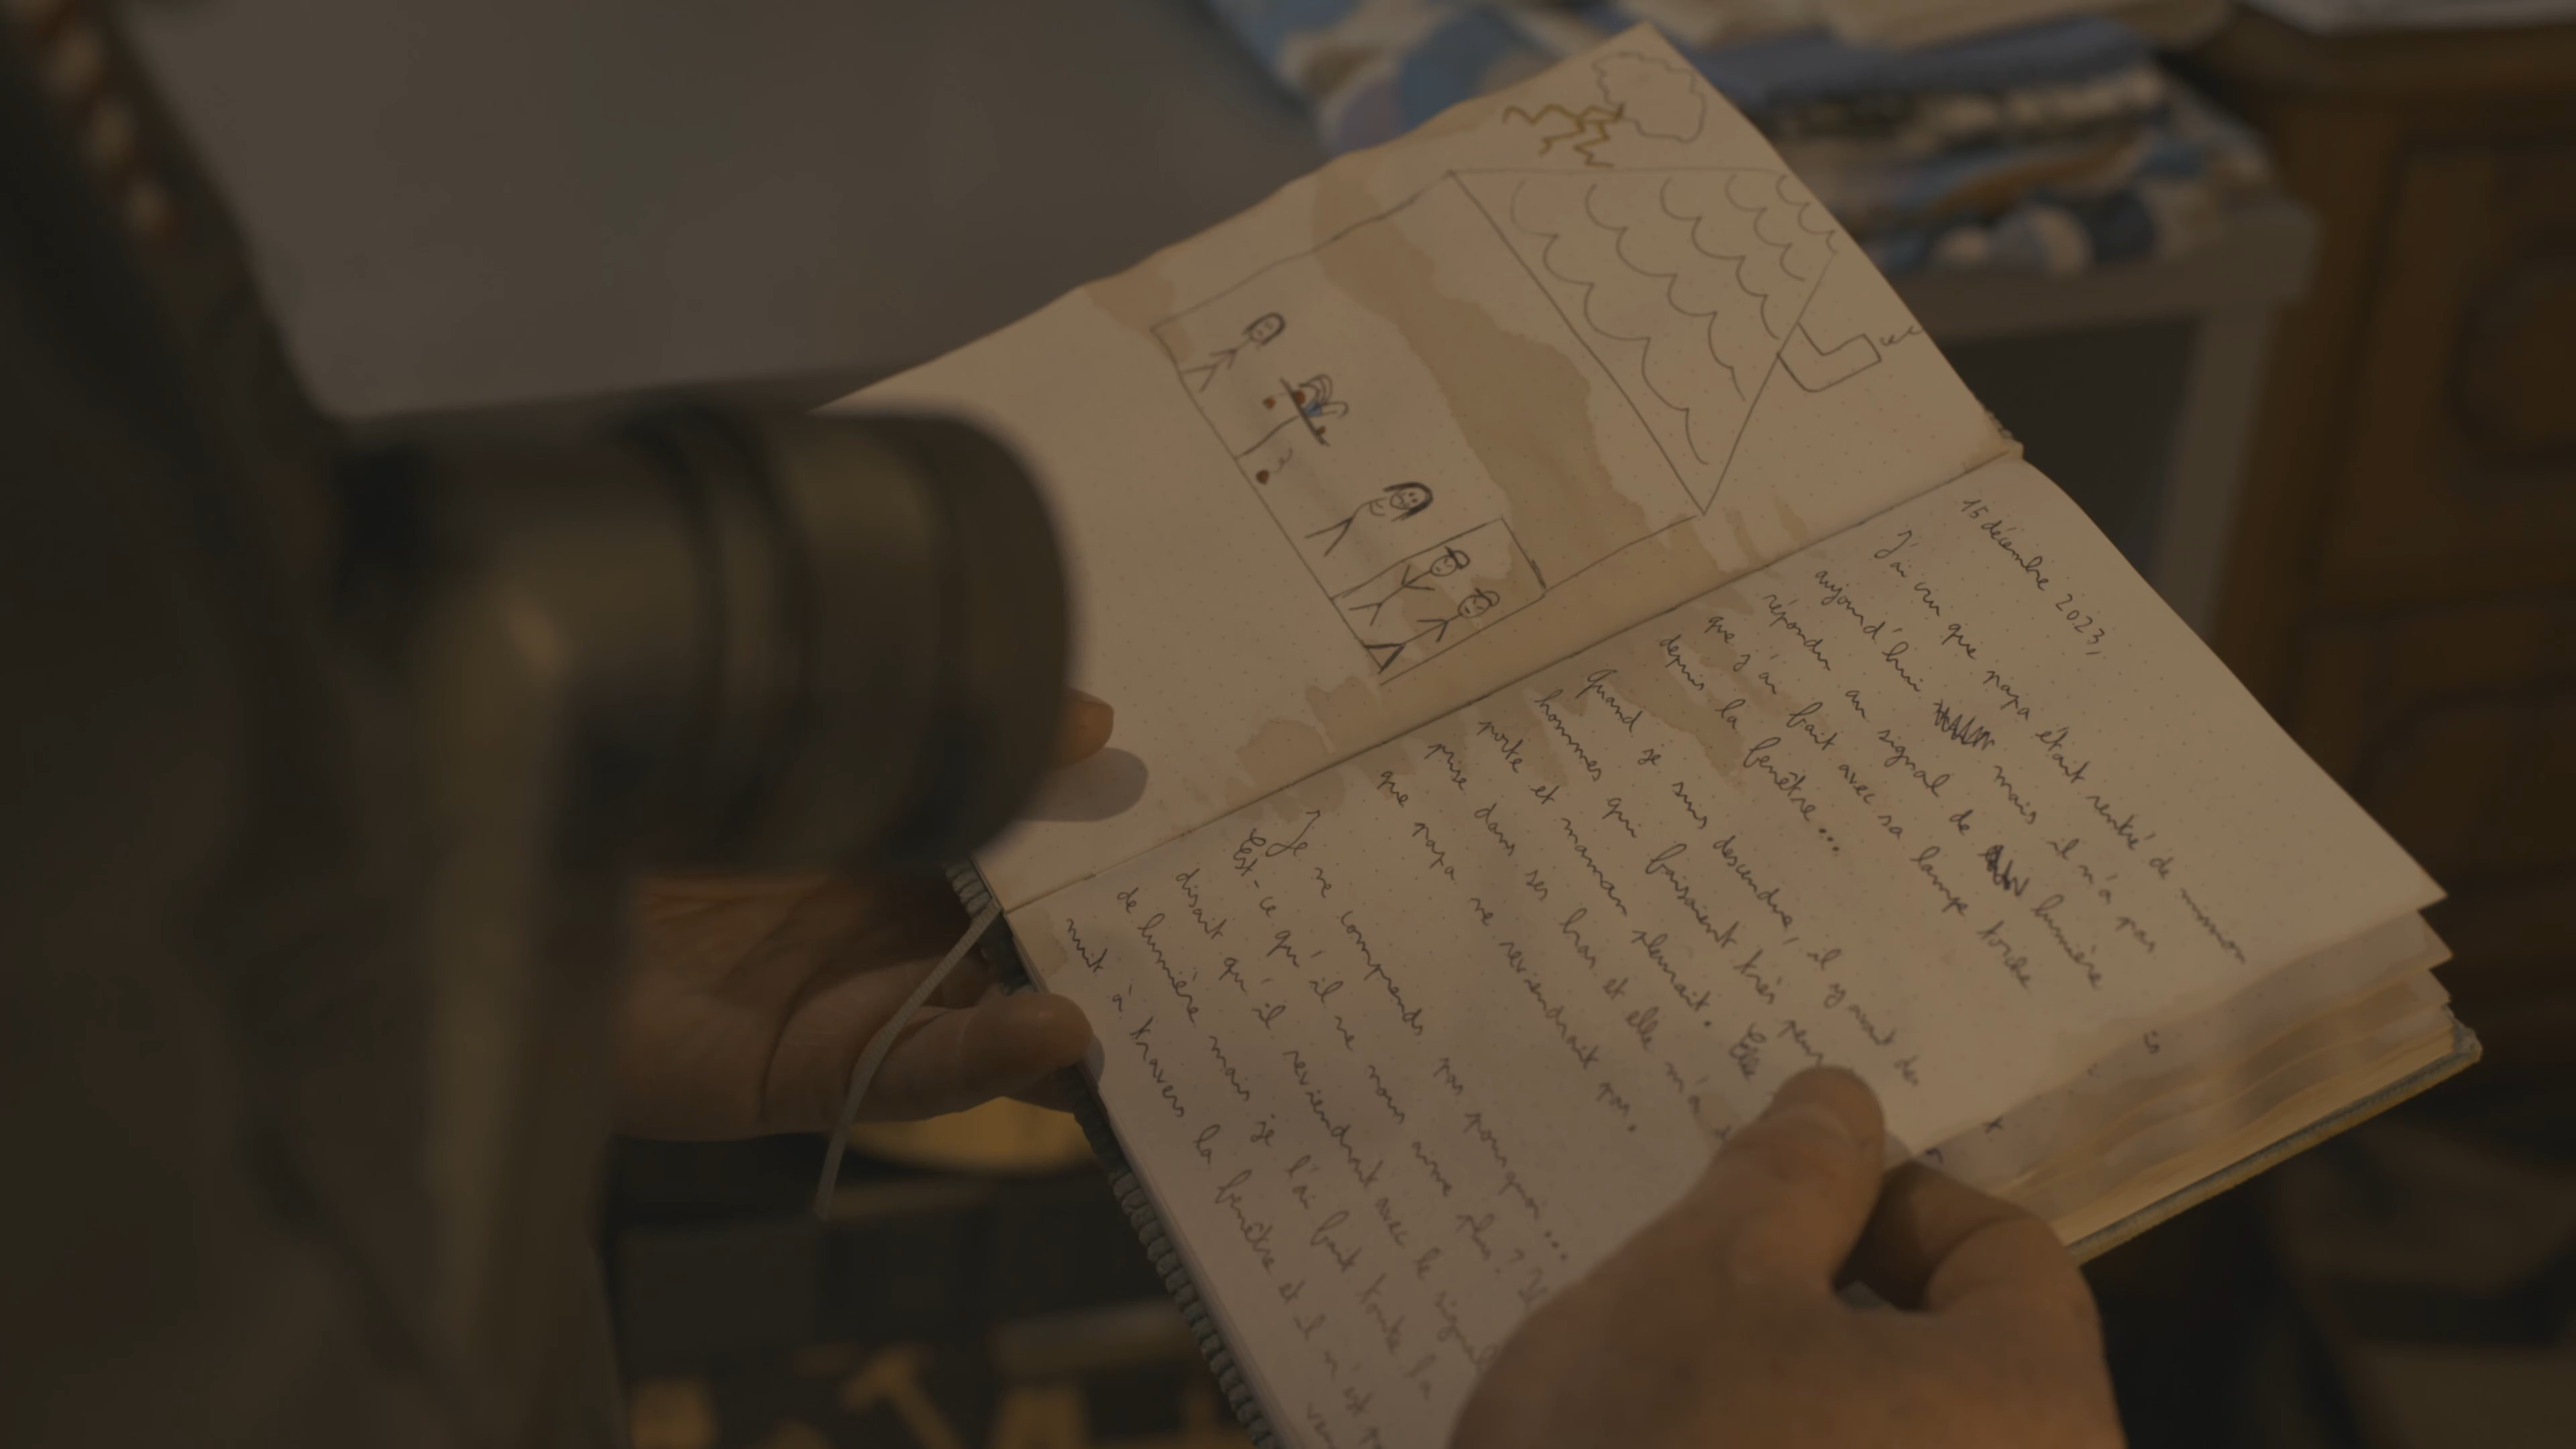 15 décembre 2023,
J'ai cru que papa était rentré de mission
aujourd'hui mais il n'a pas
répondu au signal de lumière
que j'ai fait avec sa lampe torche
depuis la fenêtre...
Quand je suis descendue, il y avait des
hommes qui faisaient très peur
porte et maman pleurait. Elle
prise dans ses bras et elle m'a
que papa ne reviendrait pas.
Je ne comprends pas pourquoi...
Est-ce qu'il ne nous aime plus? Il
disait qu'il reviendrait avec le signal
de lumière mais je l'ai fait toute la
nuit à travers la fenêtre et il n'est